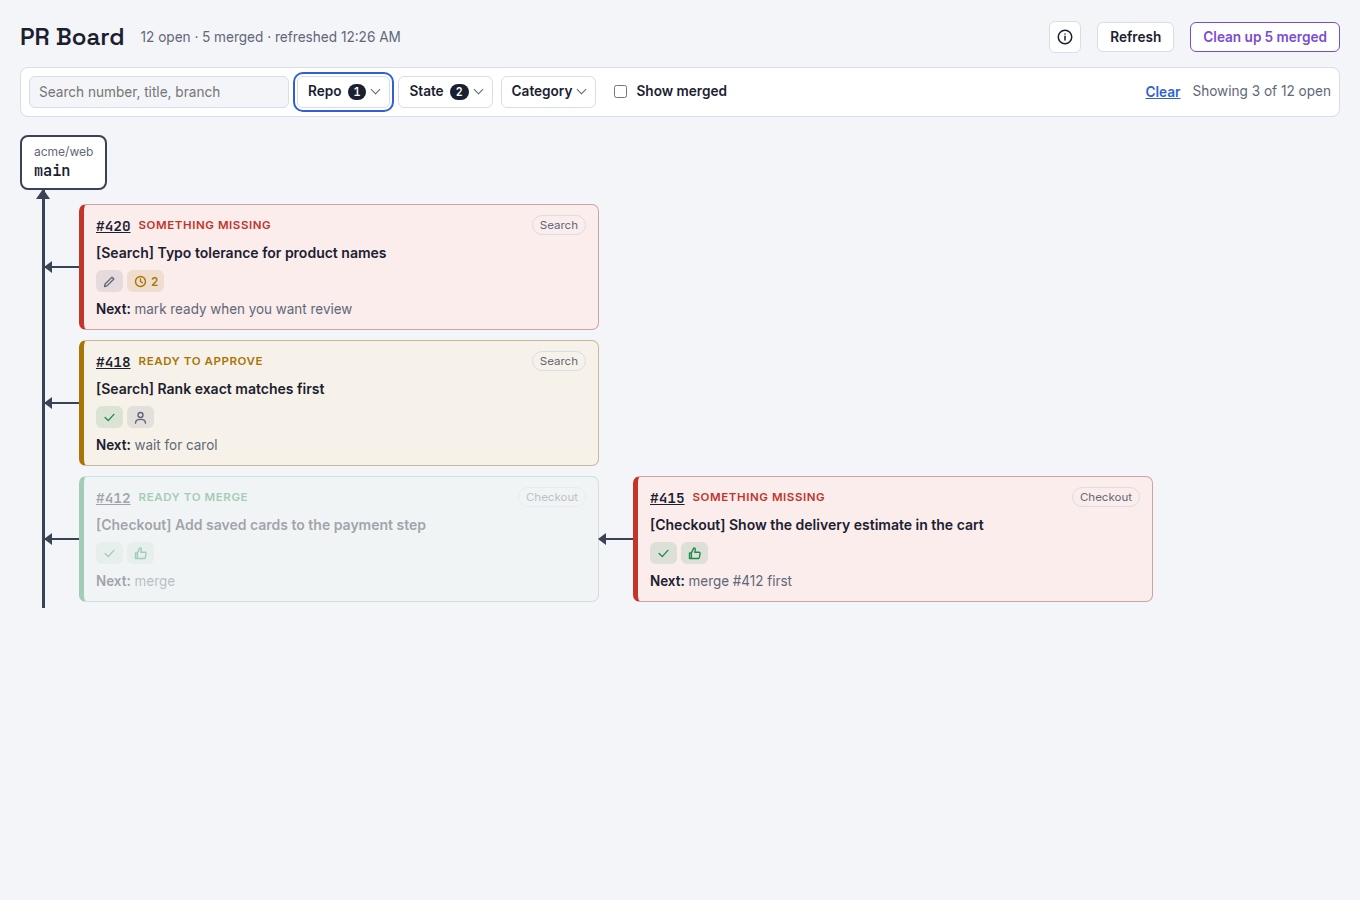 PR Board 12 open · 5 merged · refreshed 12:26 AM Refresh Clean up 5 merged
Search number, title, branch Repo 1 State 2 Category Show merged Clear Showing 3 of 12 open
acme/web
main
#420 SOMETHING MISSING Search
[Search] Typo tolerance for product names
2
Next: mark ready when you want review
#418 READY TO APPROVE Search
[Search] Rank exact matches first
Next: wait for carol
#412 READY TO MERGE Checkout
[Checkout] Add saved cards to the payment step
Next: merge
#415 SOMETHING MISSING Checkout
[Checkout] Show the delivery estimate in the cart
Next: merge #412 first